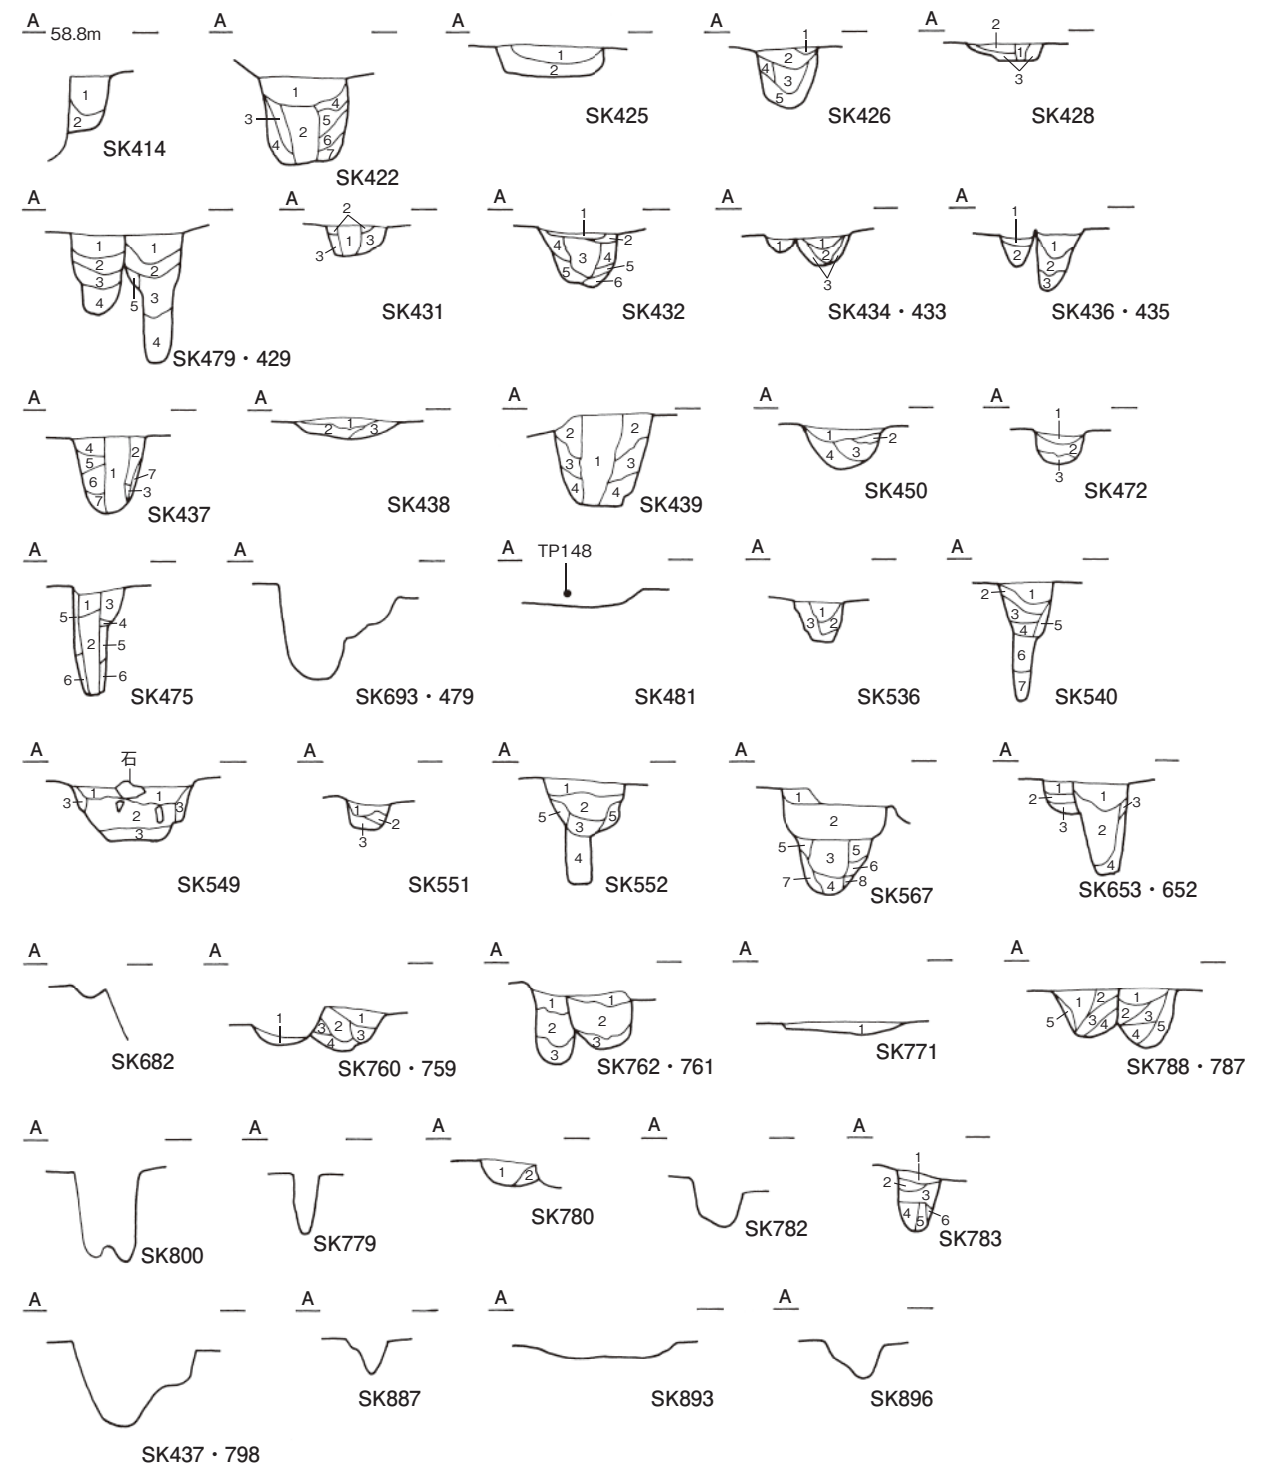 A 58.8m A A A A
1 2 SK414
1 2 3 4 4 5 6 7 SK422
1 2 SK425
1 2 3 4 5 SK426
2 1 3 SK428
A A A A A
1 2 3 4 1 2 3 4 5 SK479・429
2 1 3 3 SK431
1 2 3 4 4 5 5 6 SK432
1 1 2 3 SK434・433
1 2 1 2 3 SK436・435
A A A A A
4 5 6 7 1 2 7 3 SK437
1 2 3 SK438
2 3 4 1 2 3 4 SK439
1 2 3 4 SK450
1 2 3 SK472
A A A A A
1 3 5 4 2 5 6 6 SK475
SK693・479
TP148 SK481
1 2 3 SK536
1 2 3 4 5 6 7 SK540
A A A A A
石 1 1 3 3 2 3 SK549
1 2 3 SK551
1 2 5 5 3 4 SK552
1 2 5 3 5 6 7 4 8 SK567
1 2 3 1 3 2 4 SK653・652
A A A A A
SK682
1 3 2 1 3 4 SK760・759
1 2 3 1 2 3 SK762・761
1 SK771
1 2 3 4 5 1 2 3 4 5 SK788・787
A A A A A
SK800
SK779
1 2 SK780
SK782
1 2 3 4 5 6 SK783
A A A A
SK437・798
SK887
SK893
SK896